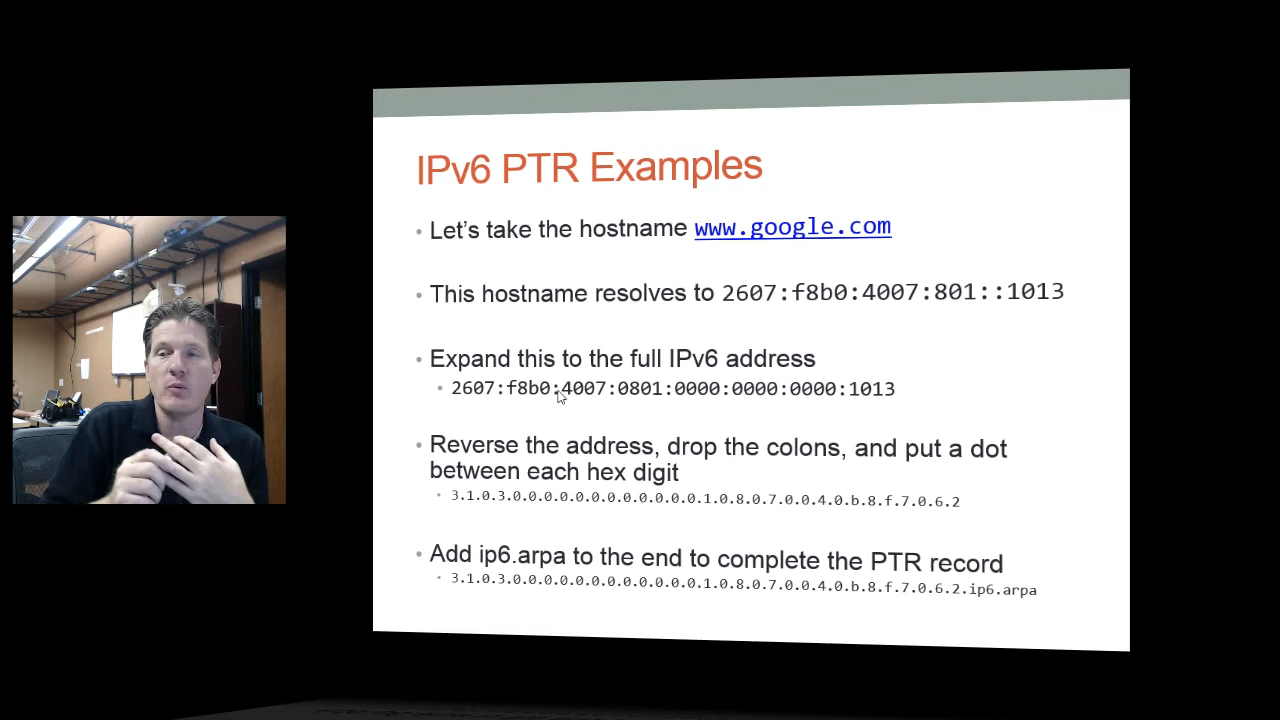 IPv6 PTR Examples
• Let's take the hostname www.google.com
• This hostname resolves to 2607:f8b0:4007:801::1013
• Expand this to the full IPv6 address
• 2607:f8b0:4007:0801:0000:0000:0000:1013
• Reverse the address, drop the colons, and put a dot
between each hex digit
• 3.1.0.3.0.0.0.0.0.0.0.0.0.0.0.0.1.0.8.0.7.0.0.4.0.b.8.f.7.0.6.2
• Add ip6.arpa to the end to complete the PTR record
• 3.1.0.3.0.0.0.0.0.0.0.0.0.0.0.0.1.0.8.0.7.0.0.4.0.b.8.f.7.0.6.2.ip6.arpa